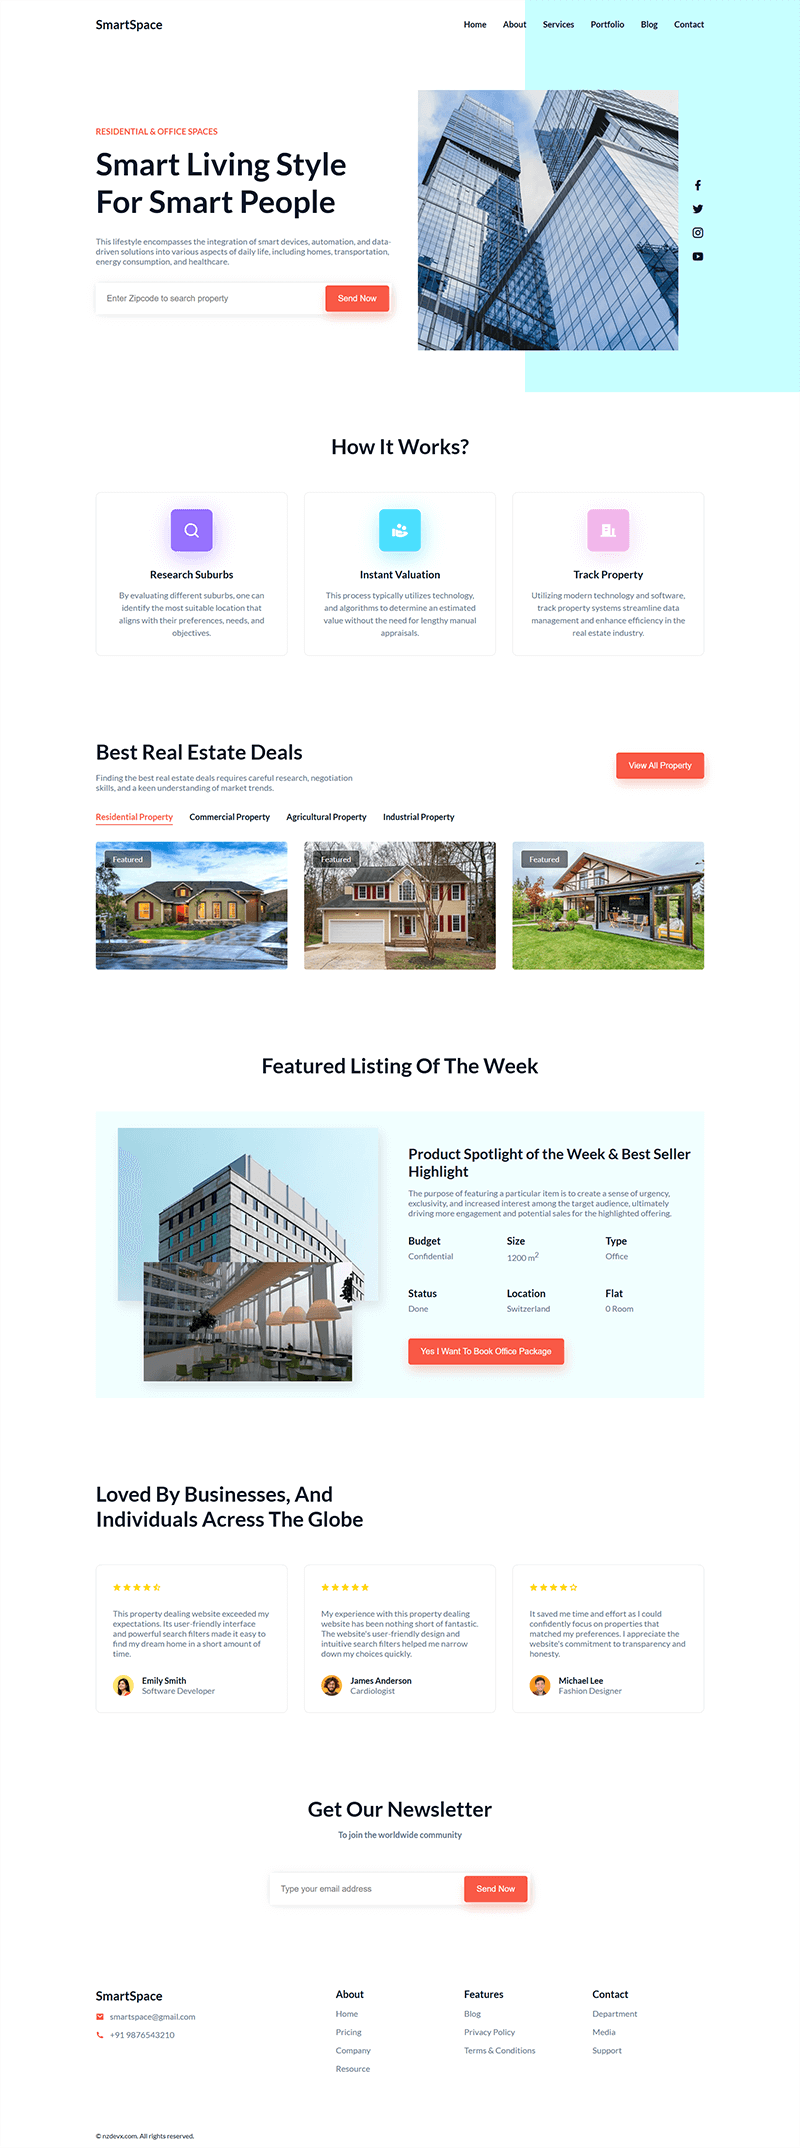 SmartSpace
Home About Services Portfolio Blog Contact
RESIDENTIAL & OFFICE SPACES
Smart Living Style
For Smart People
This lifestyle encompasses the integration of smart devices, automation, and data-
driven solutions into various aspects of daily life, including homes, transportation,
energy consumption, and healthcare.
Enter Zipcode to search property
Send Now
How It Works?
Research Suburbs
By evaluating different suburbs, one can
identify the most suitable location that
aligns with their preferences, needs, and
objectives.
Instant Valuation
This process typically utilizes technology,
and algorithms to determine an estimated
value without the need for lengthy manual
appraisals.
Track Property
Utilizing modern technology and software,
track property systems streamline data
management and enhance efficiency in the
real estate industry.
Best Real Estate Deals
Finding the best real estate deals requires careful research, negotiation
skills, and a keen understanding of market trends.
View All Property
Residential Property Commercial Property Agricultural Property Industrial Property
Featured
Featured
Featured
Featured Listing Of The Week
Product Spotlight of the Week & Best Seller
Highlight
The purpose of featuring a particular item is to create a sense of urgency,
exclusivity, and increased interest among the target audience, ultimately
driving more engagement and potential sales for the highlighted offering.
Budget
Confidential
Size
1200 m2
Type
Office
Status
Done
Location
Switzerland
Flat
0 Room
Yes I Want To Book Office Package
Loved By Businesses, And
Individuals Acress The Globe
This property dealing website exceeded my
expectations. Its user-friendly interface
and powerful search filters made it easy to
find my dream home in a short amount of
time.
Emily Smith
Software Developer
My experience with this property dealing
website has been nothing short of fantastic.
The website's user-friendly design and
intuitive search filters helped me narrow
down my choices quickly.
James Anderson
Cardiologist
It saved me time and effort as I could
confidently focus on properties that
matched my preferences. I appreciate the
website's commitment to transparency and
honesty.
Michael Lee
Fashion Designer
Get Our Newsletter
To join the worldwide community
Type your email address
Send Now
SmartSpace
smartspace@gmail.com
+91 9876543210
About
Home
Pricing
Company
Resource
Features
Blog
Privacy Policy
Terms & Conditions
Contact
Department
Media
Support
© nzdevx.com. All rights reserved.